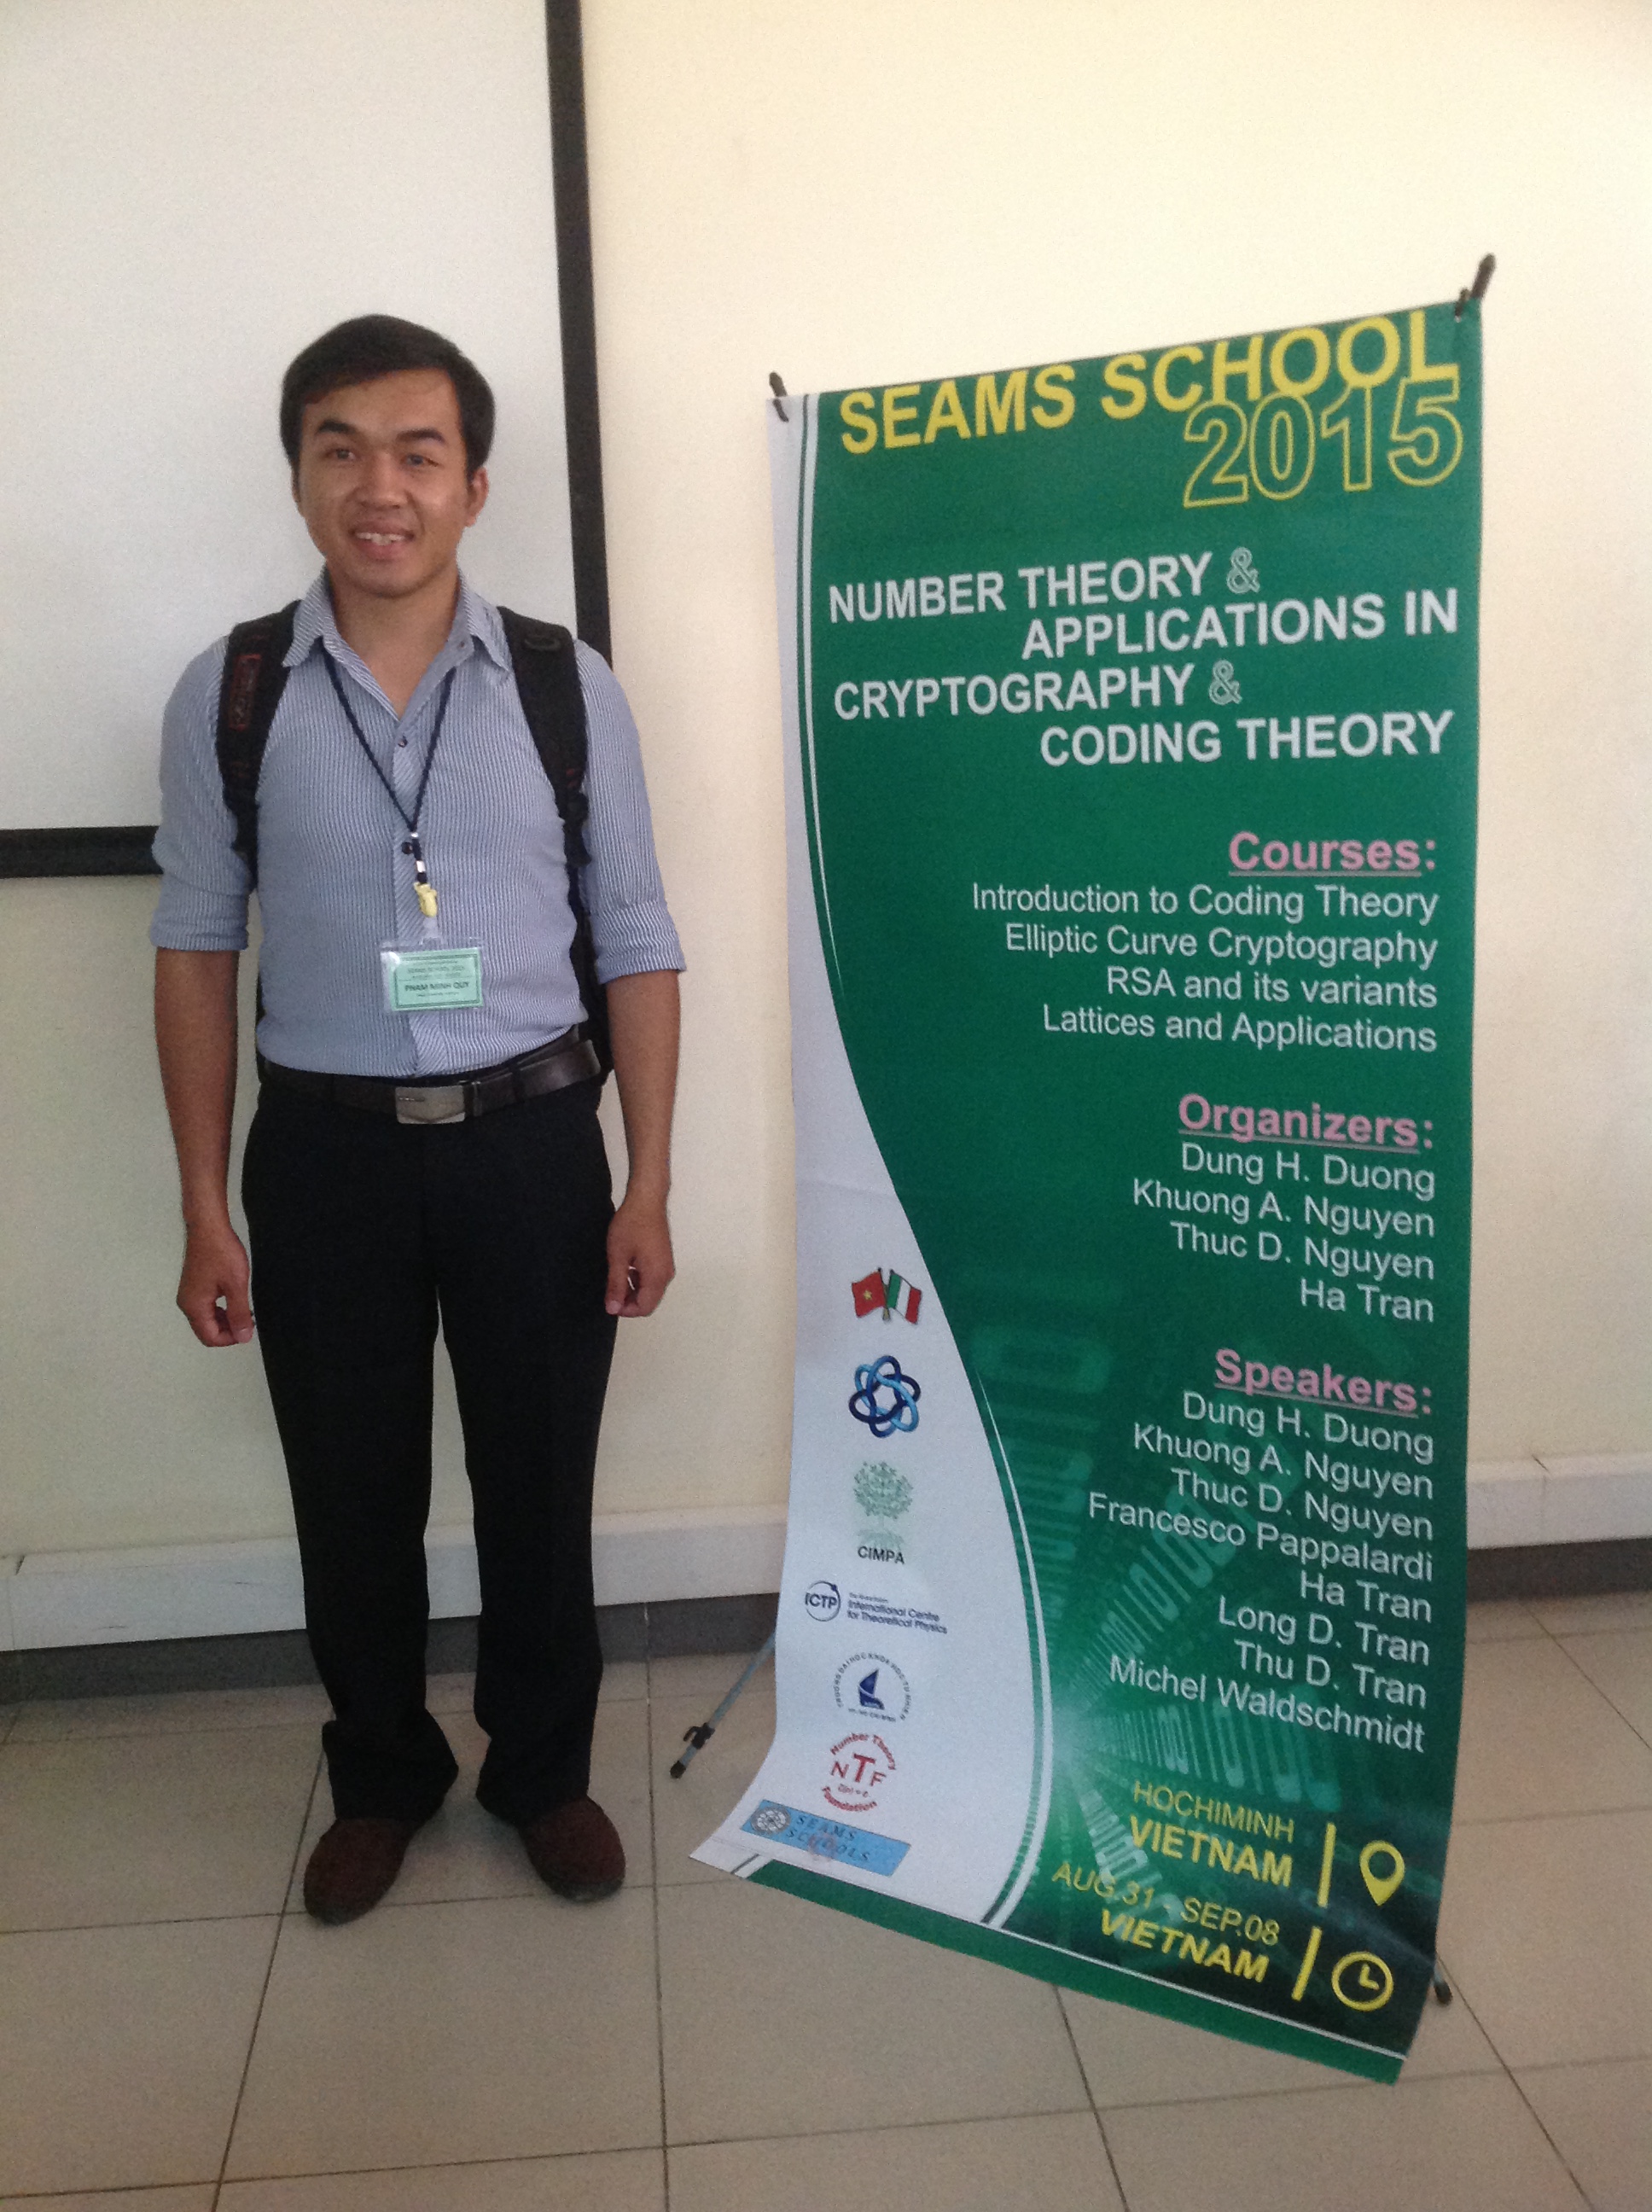 SEAMS SCHOOL
2015
NUMBER THEORY &
APPLICATIONS IN
CRYPTOGRAPHY &
CODING THEORY
Courses:
Introduction to Coding Theory
Elliptic Curve Cryptography
RSA and its variants
Lattices and Applications
Organizers:
Dung H. Duong
Khuong A. Nguyen
Thuc D. Nguyen
Ha Tran
Speakers:
Dung H. Duong
Khuong A. Nguyen
Thuc D. Nguyen
Francesco Pappalardi
Ha Tran
Long D. Tran
Thu D. Tran
Michel Waldschmidt
HOCHIMINH
VIETNAM
AUG.31 - SEP.08
VIETNAM
CIMPA
ICTP
International Centre
for Theoretical Physics
Number Theory
NTF
Foundation
SEAMS
SCHOOLS
SEAMS SCHOOL 2015
PHAM MINH QUY